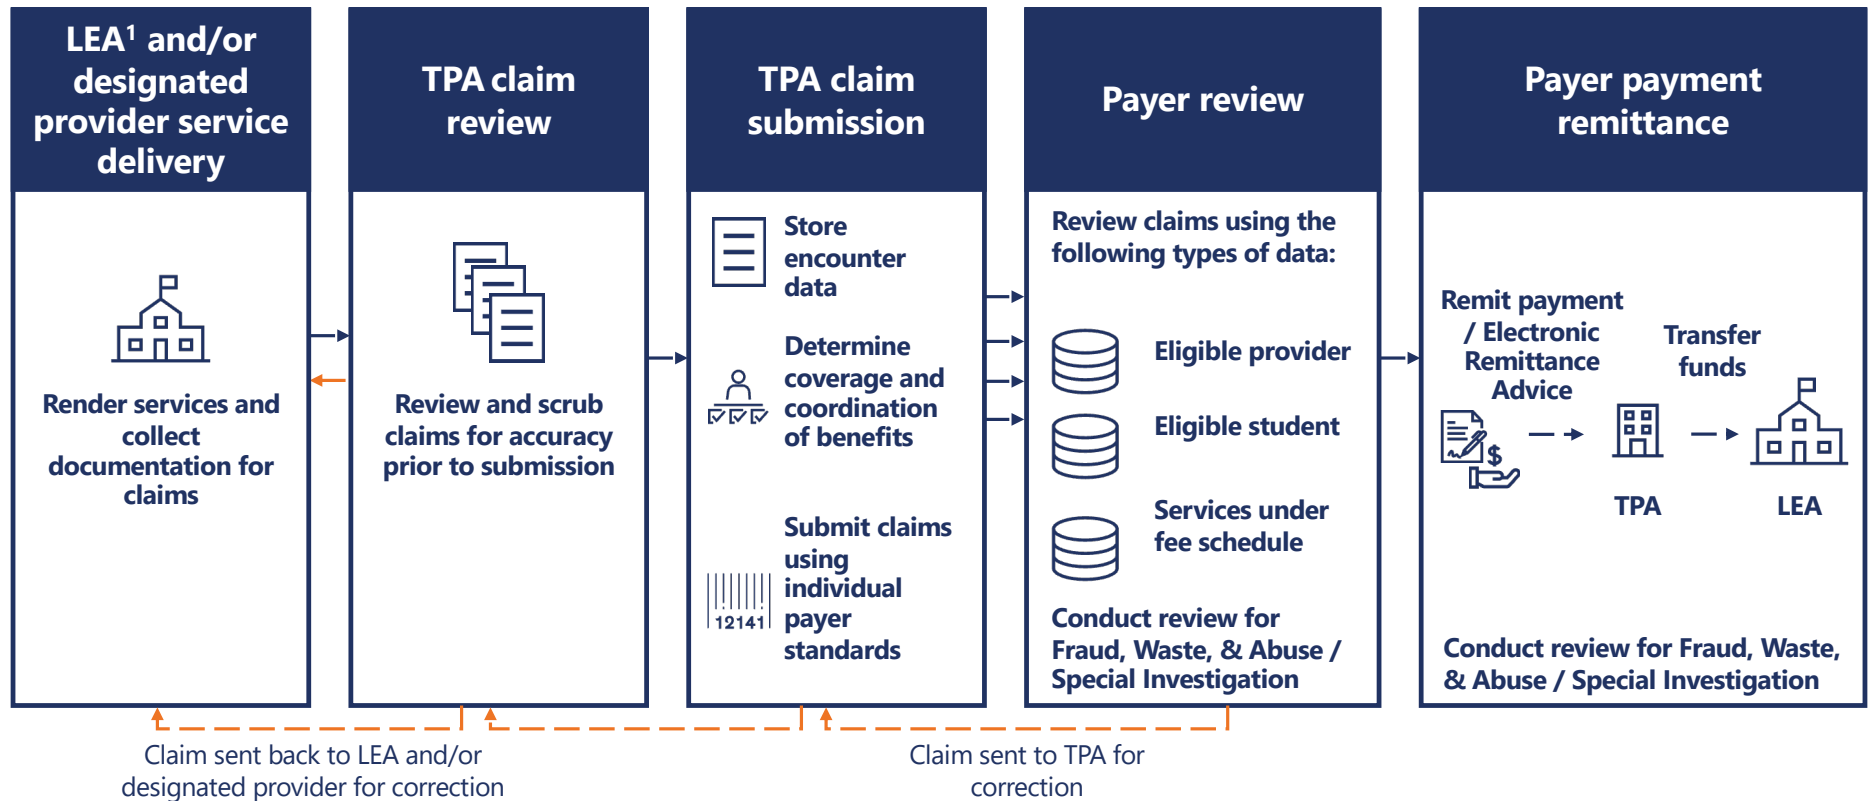 LEA¹ and/or
designated
provider service
delivery
TPA claim
review
TPA claim
submission
Payer review
Payer payment
remittance
Render services and
collect
documentation for
claims
Review and scrub
claims for accuracy
prior to submission
Store
encounter
data
Determine
coverage and
coordination
of benefits
Submit claims
using
individual
payer
standards
12141
Review claims using the
following types of data:
Eligible provider
Eligible student
Services under
fee schedule
Conduct review for
Fraud, Waste, & Abuse /
Special Investigation
Remit payment
/ Electronic
Remittance
Advice
$
Transfer
funds
TPA
LEA
Conduct review for Fraud, Waste,
& Abuse / Special Investigation
Claim sent back to LEA and/or
designated provider for correction
Claim sent to TPA for
correction